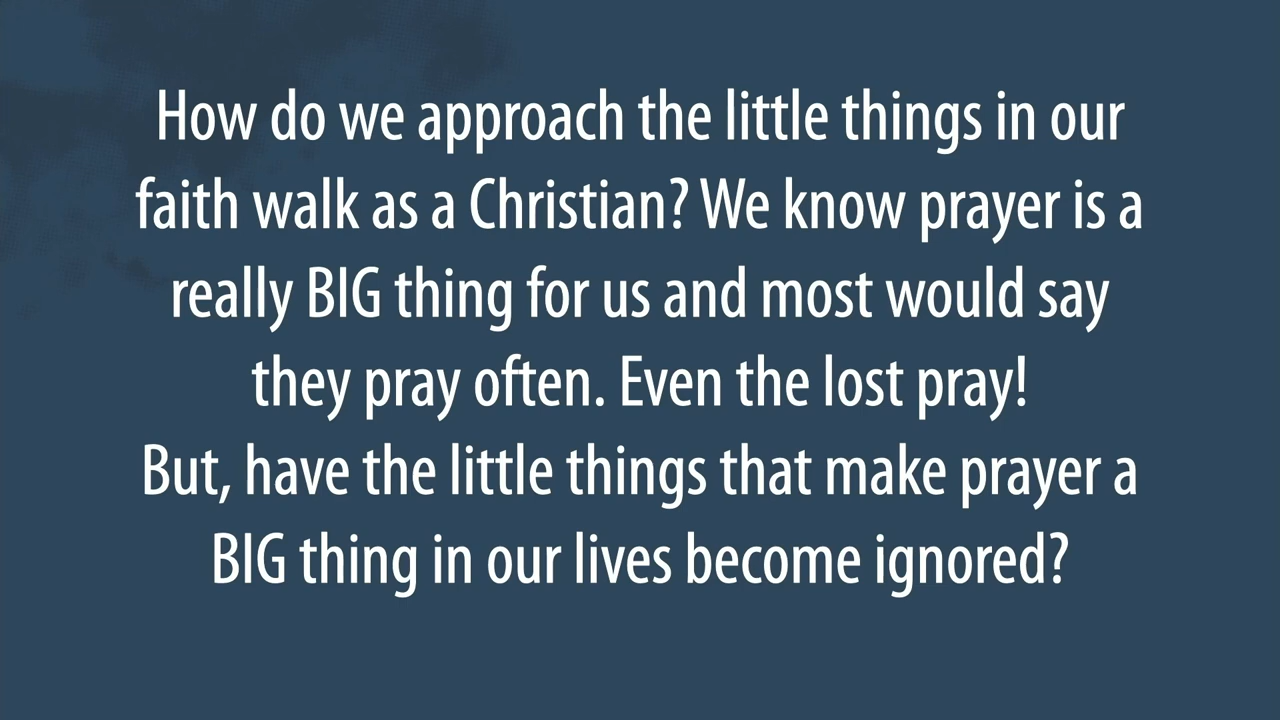 How do we approach the little things in our
faith walk as a Christian? We know prayer is a
really BIG thing for us and most would say
they pray often. Even the lost pray!
But, have the little things that make prayer a
BIG thing in our lives become ignored?